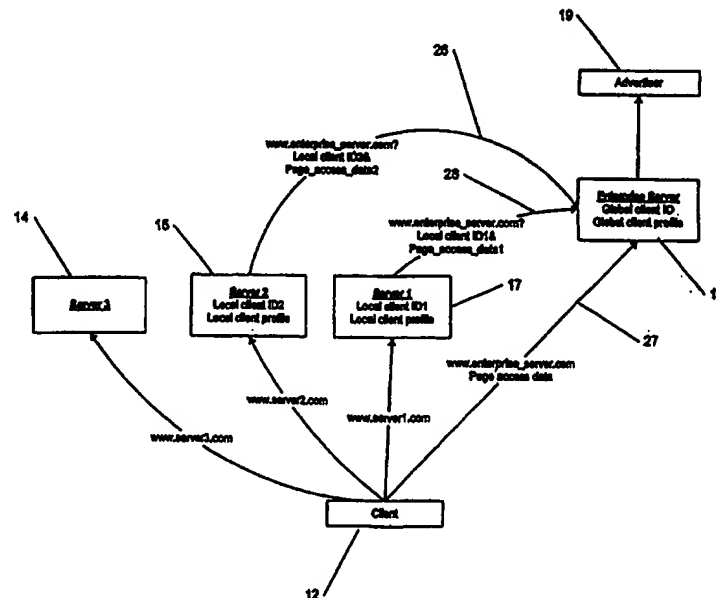 26
19
Advertiser
www.enterprise_server.com?
Local client ID2&
Page_access_data2
28
Enterprise Server
Global client ID
Global client profile
14
15
www.enterprise_server.com?
Local client ID1&
Page_access_data1
Server 3
Server 2
Local client ID2
Local client profile
Server 1
Local client ID1
Local client profile
17
27
www.enterprise_server.com
Page access data
www.server3.com
www.server2.com
www.server1.com
Client
12